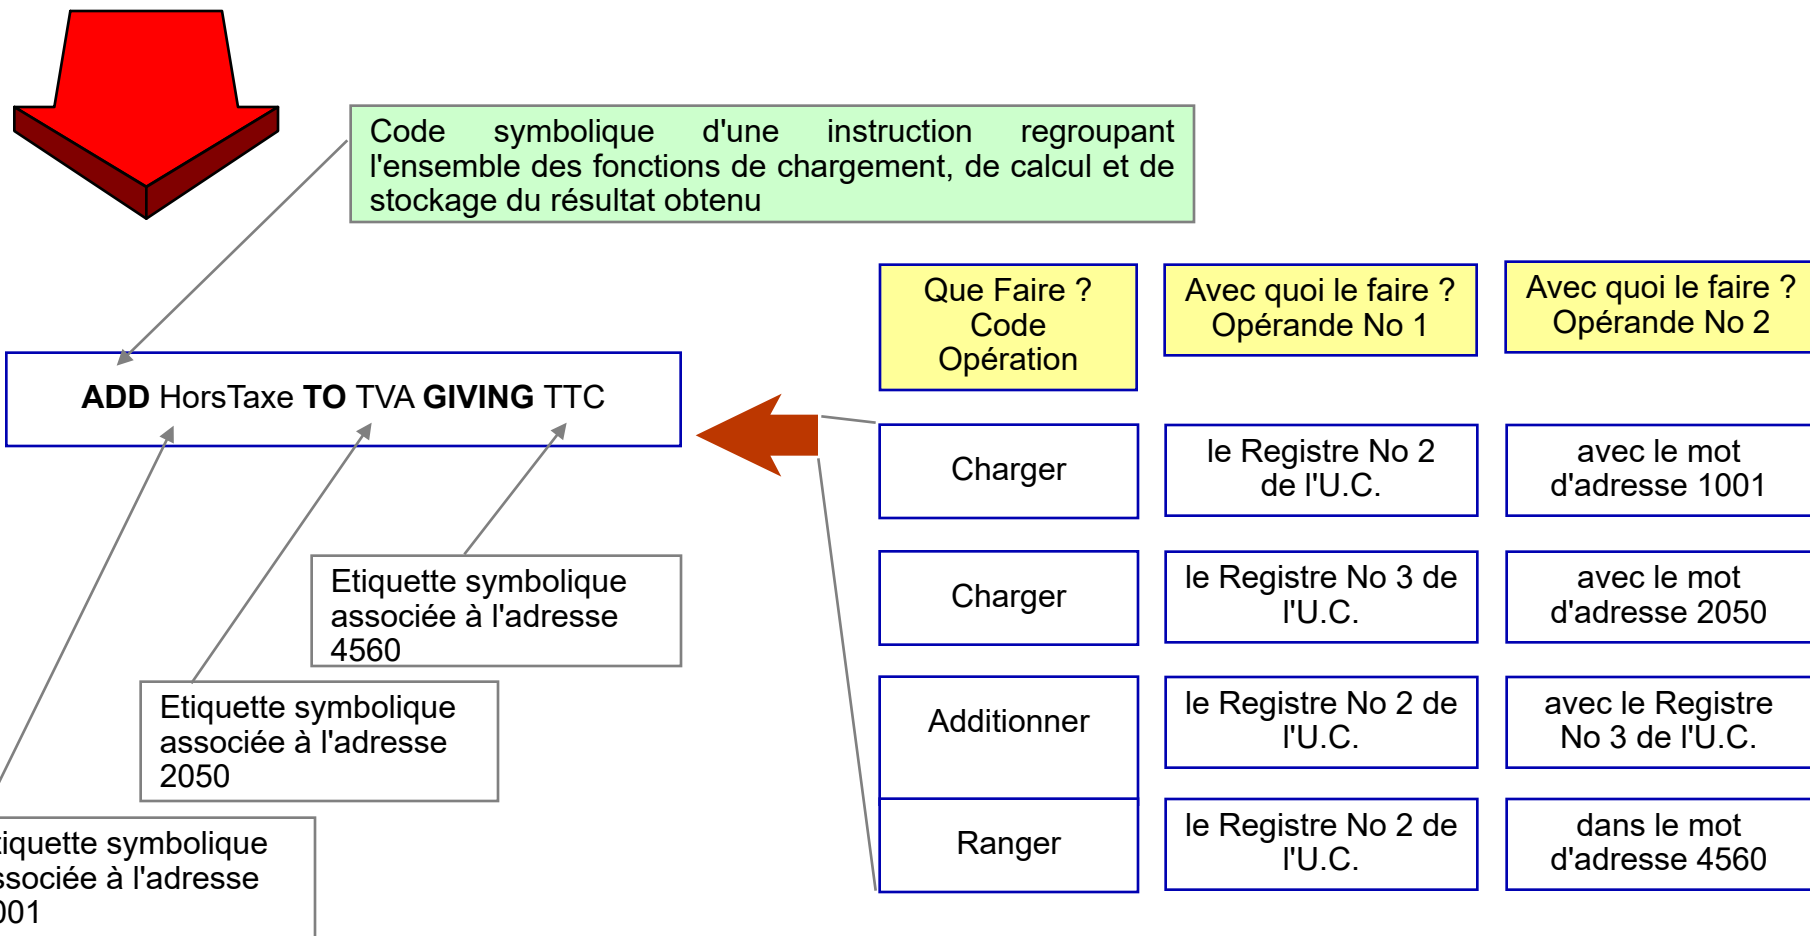 Code symbolique d'une instruction regroupant
l'ensemble des fonctions de chargement, de calcul et de
stockage du résultat obtenu
ADD HorsTaxe TO TVA GIVING TTC
Etiquette symbolique
associée à l'adresse
4560
Etiquette symbolique
associée à l'adresse
2050
tiquette symbolique
ssociée à l'adresse
001
Que Faire ?
Code
Opération
Avec quoi le faire ?
Opérande No 1
Avec quoi le faire ?
Opérande No 2
Charger
le Registre No 2
de l'U.C.
avec le mot
d'adresse 1001
Charger
le Registre No 3 de
l'U.C.
avec le mot
d'adresse 2050
Additionner
le Registre No 2 de
l'U.C.
avec le Registre
No 3 de l'U.C.
Ranger
le Registre No 2 de
l'U.C.
dans le mot
d'adresse 4560